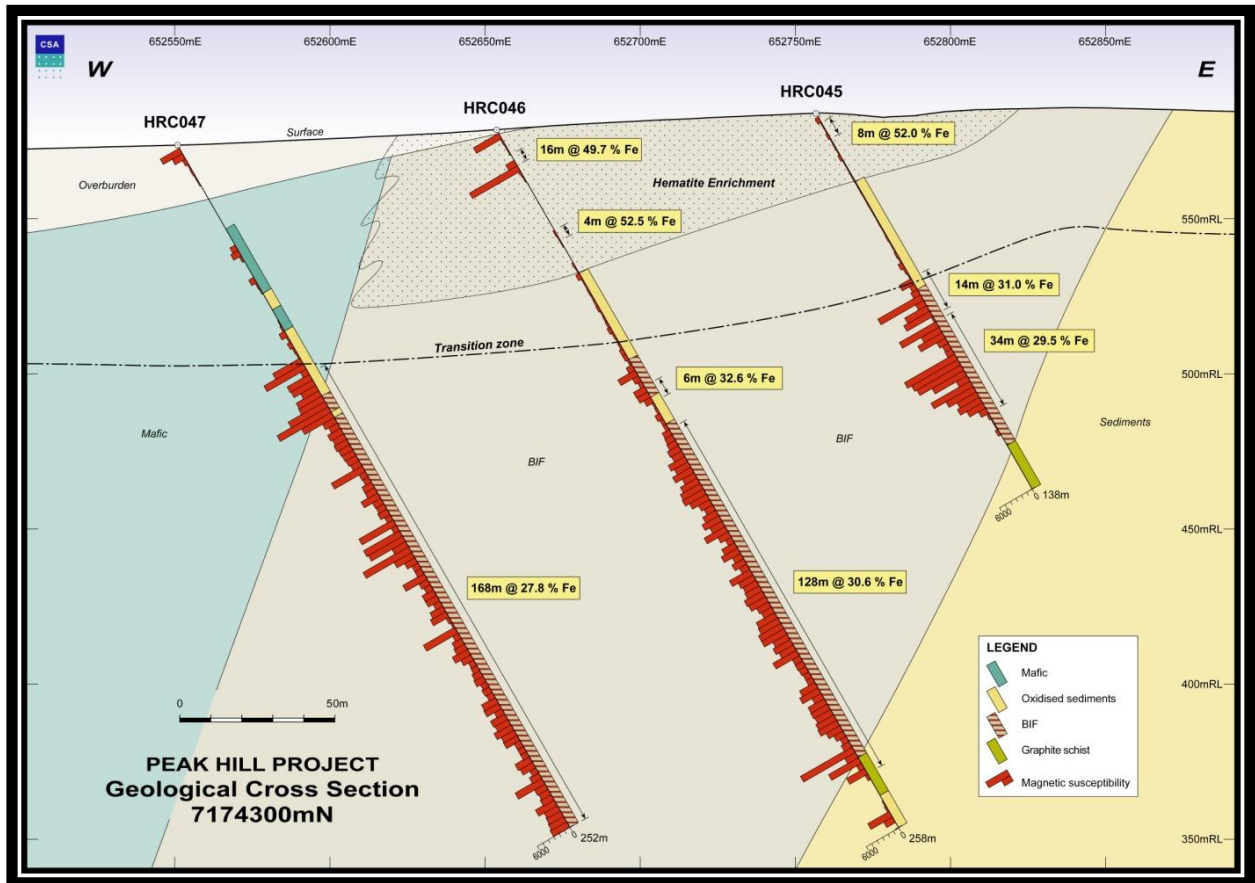 652550mE
652600mE
652650mE
652700mE
652750mE
652800mE
652850mE
CSA
W
E
HRC047
HRC046
HRC045
Surface
Overburden
16m @ 49.7 % Fe
8m @ 52.0 % Fe
Hematite Enrichment
4m @ 52.5 % Fe
550mRL
14m @ 31.0 % Fe
34m @ 29.5 % Fe
Transition zone
6m @ 32.6 % Fe
500mRL
Mafic
BIF
BIF
Sediments
6000
0
138m
450mRL
168m @ 27.8 % Fe
128m @ 30.6 % Fe
LEGEND
Mafic
Oxidised sediments
BIF
Graphite schist
Magnetic susceptibility
400mRL
0
50m
PEAK HILL PROJECT
Geological Cross Section
7174300mN
6000
0
252m
6000
0
258m
350mRL